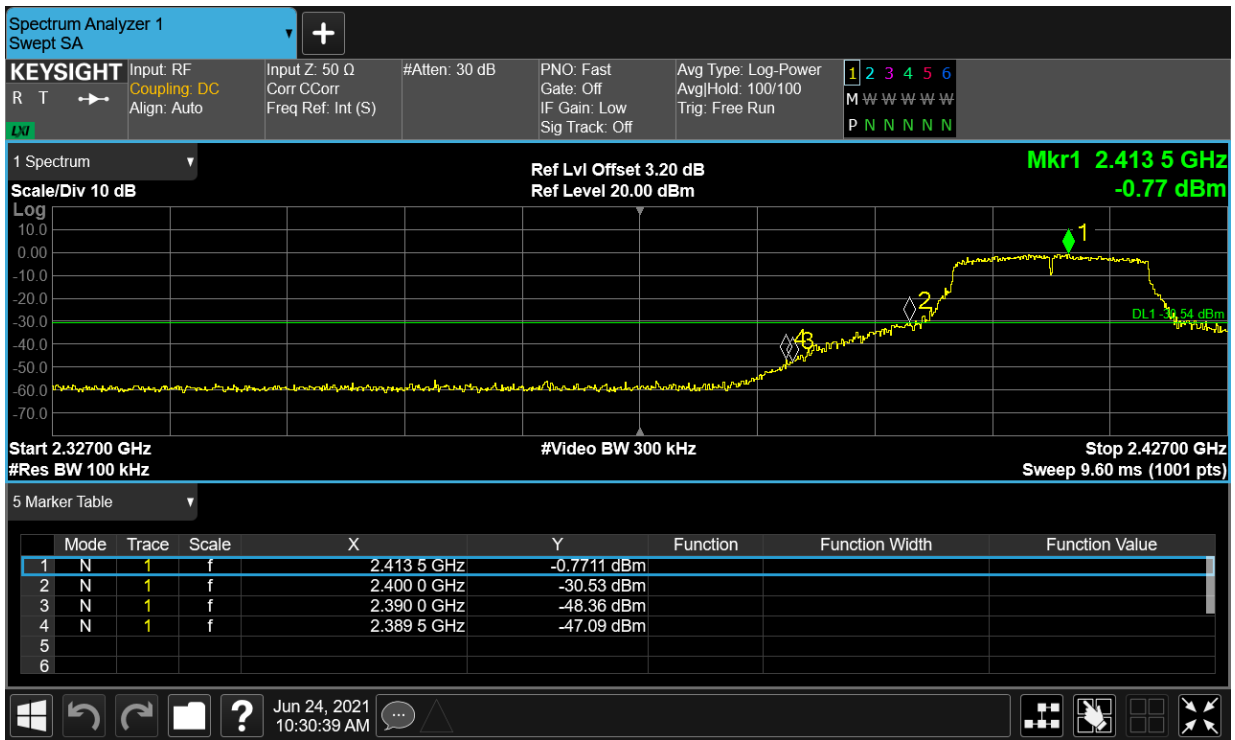 Spectrum Analyzer 1
Swept SA
+
KEYSIGHT
R T
LXI
Input: RF
Coupling: DC
Align: Auto
Input Z: 50 Ω
Corr CCorr
Freq Ref: Int (S)
#Atten: 30 dB
PNO: Fast
Gate: Off
IF Gain: Low
Sig Track: Off
Avg Type: Log-Power
Avg|Hold: 100/100
Trig: Free Run
1 2 3 4 5 6
M W W W W W
P N N N N N
1 Spectrum
Scale/Div 10 dB
Ref Lvl Offset 3.20 dB
Ref Level 20.00 dBm
Mkr1 2.413 5 GHz
-0.77 dBm
Log
10.0
0.00
-10.0
-20.0
-30.0
-40.0
-50.0
-60.0
-70.0
1
2
4 3
DL1 -30.54 dBm
Start 2.32700 GHz
#Res BW 100 kHz
#Video BW 300 kHz
Stop 2.42700 GHz
Sweep 9.60 ms (1001 pts)
5 Marker Table
Mode Trace Scale X Y Function Function Width Function Value
1 N 1 f 2.413 5 GHz -0.7711 dBm
2 N 1 f 2.400 0 GHz -30.53 dBm
3 N 1 f 2.390 0 GHz -48.36 dBm
4 N 1 f 2.389 5 GHz -47.09 dBm
5
6
?
Jun 24, 2021
10:30:39 AM